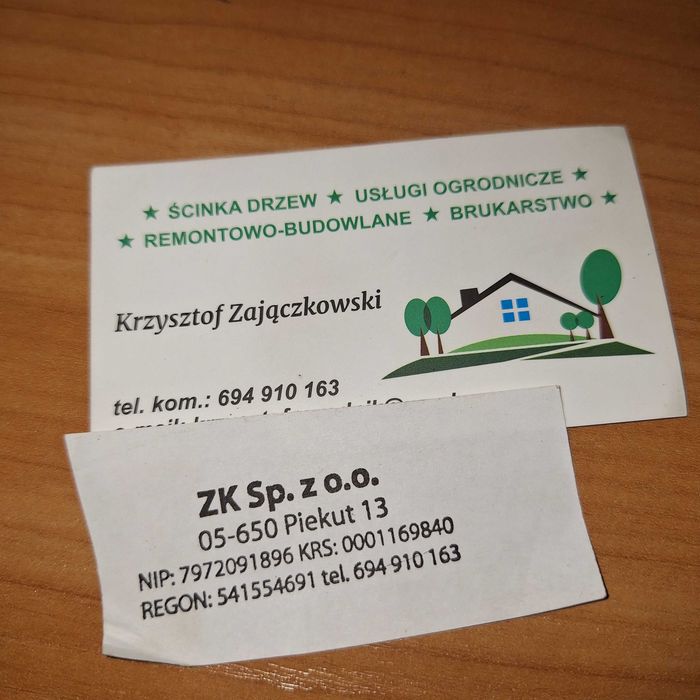 ★ ŚCINKA DRZEW ★ USŁUGI OGRODNICZE ★
★ REMONTOWO-BUDOWLANE ★ BRUKARSTWO ★
Krzysztof Zajączkowski
tel. kom.: 694 910 163
ZK Sp. z o.o.
05-650 Piekut 13
NIP: 7972091896 KRS: 0001169840
REGON: 541554691 tel. 694 910 163